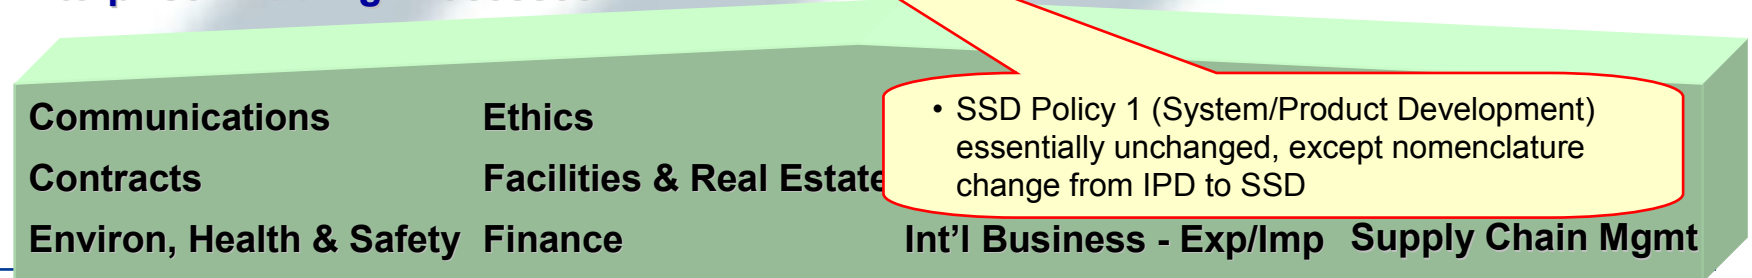 Communications Ethics
• SSD Policy 1 (System/Product Development)
essentially unchanged, except nomenclature
change from IPD to SSD
Contracts Facilities & Real Estate
Environ, Health & Safety Finance Int'l Business - Exp/Imp Supply Chain Mgmt